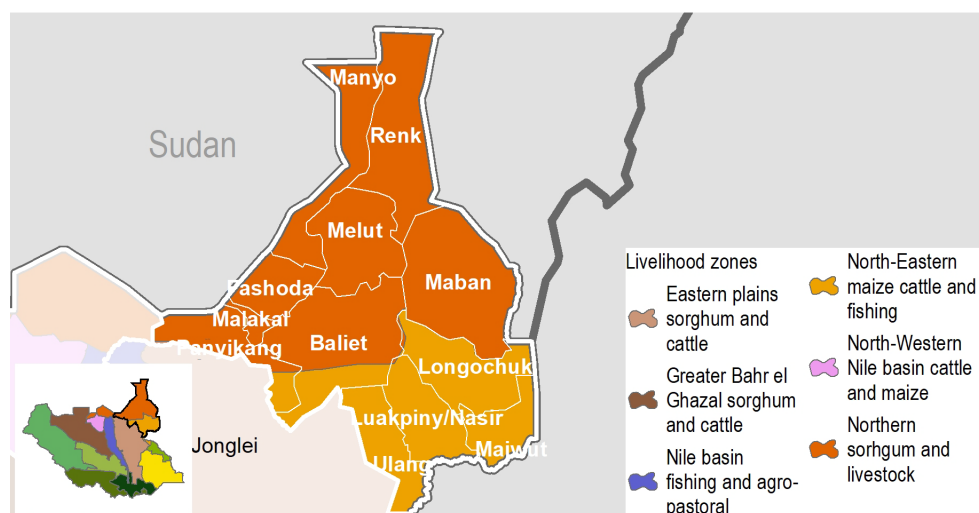 Manyo
Renk
Sudan
Melut
Maban
Fashoda
Malakal
Panyikang
Baliet
Longochuk
Luakpiny/Nasir
Maiwut
Ulang
Jonglei
Livelihood zones
Eastern plains
sorghum and
cattle
Greater Bahr el
Ghazal sorghum
and cattle
Nile basin
fishing and agro-
pastoral
North-Eastern
maize cattle and
fishing
North-Western
Nile basin cattle
and maize
Northern
sorhgum and
livestock